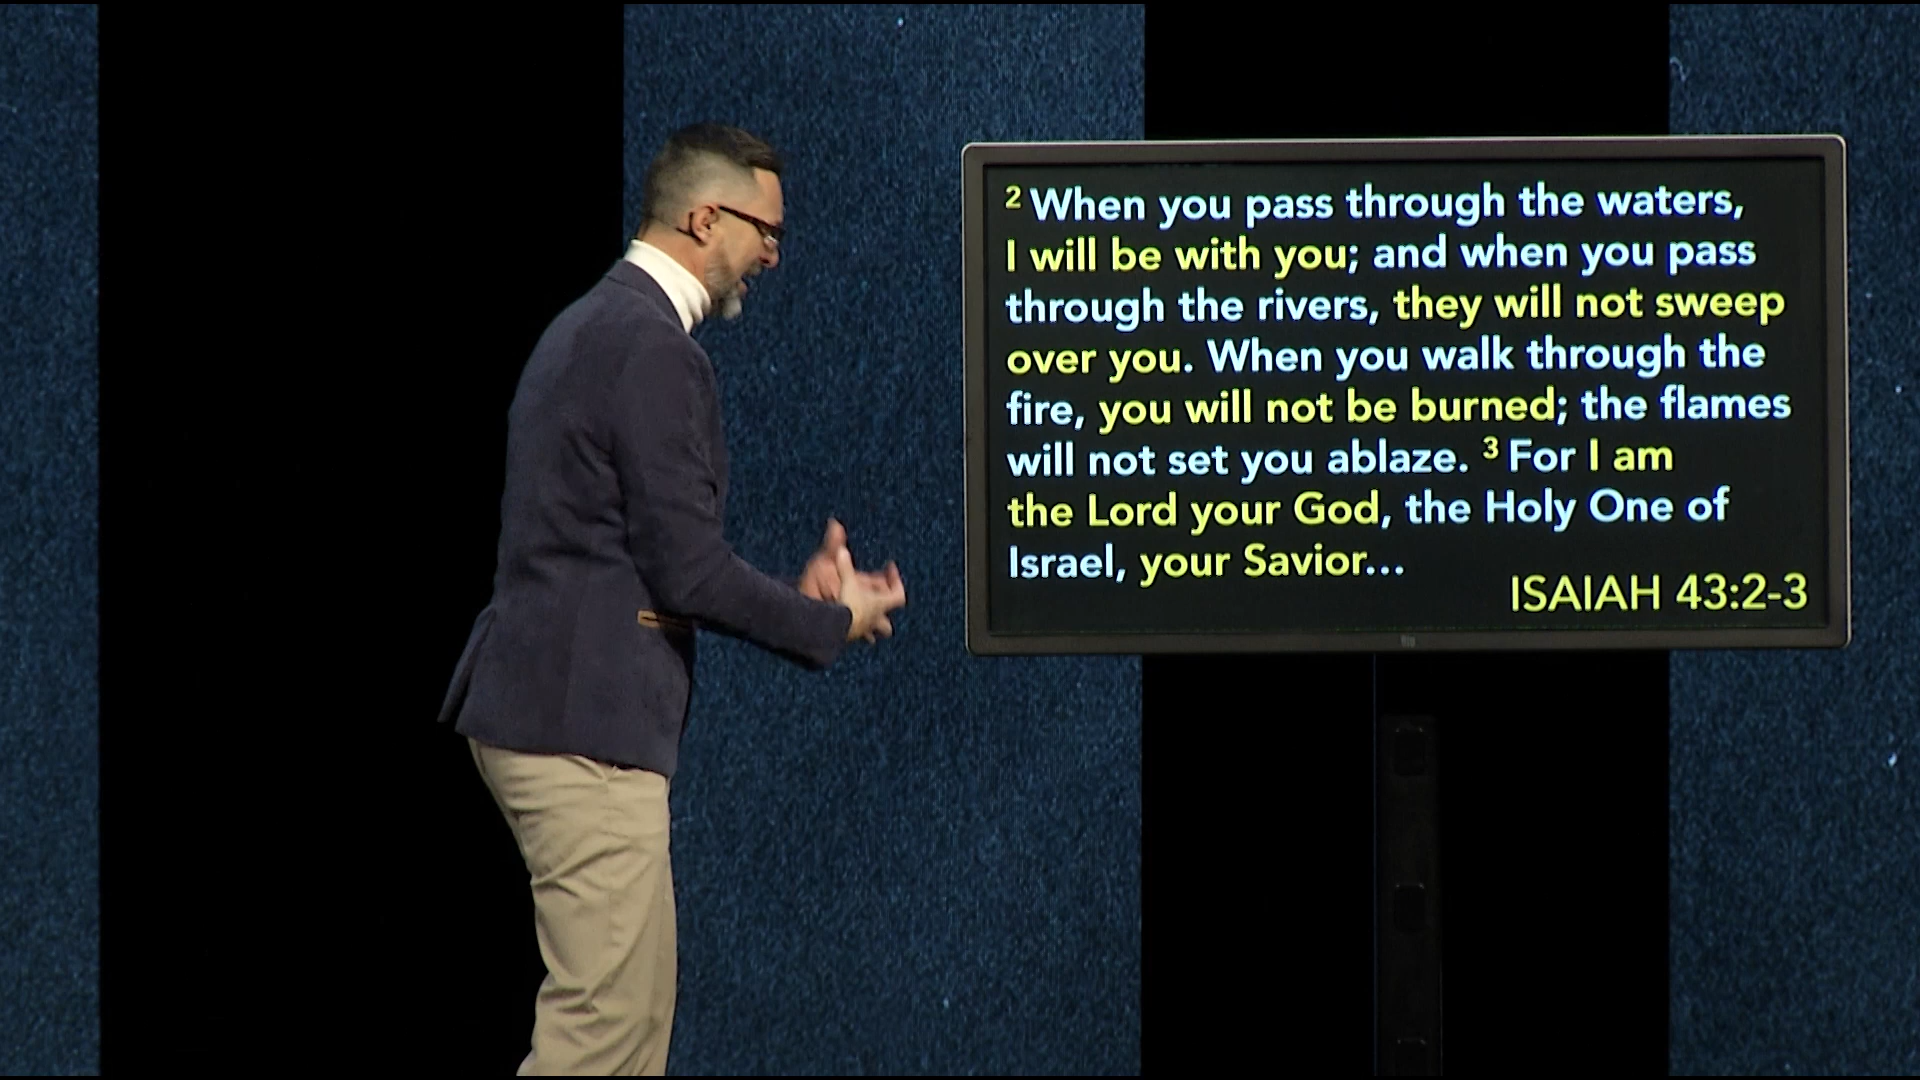 2 When you pass through the waters,
I will be with you; and when you pass
through the rivers, they will not sweep
over you. When you walk through the
fire, you will not be burned; the flames
will not set you ablaze. 3 For I am
the Lord your God, the Holy One of
Israel, your Savior...
ISAIAH 43:2-3